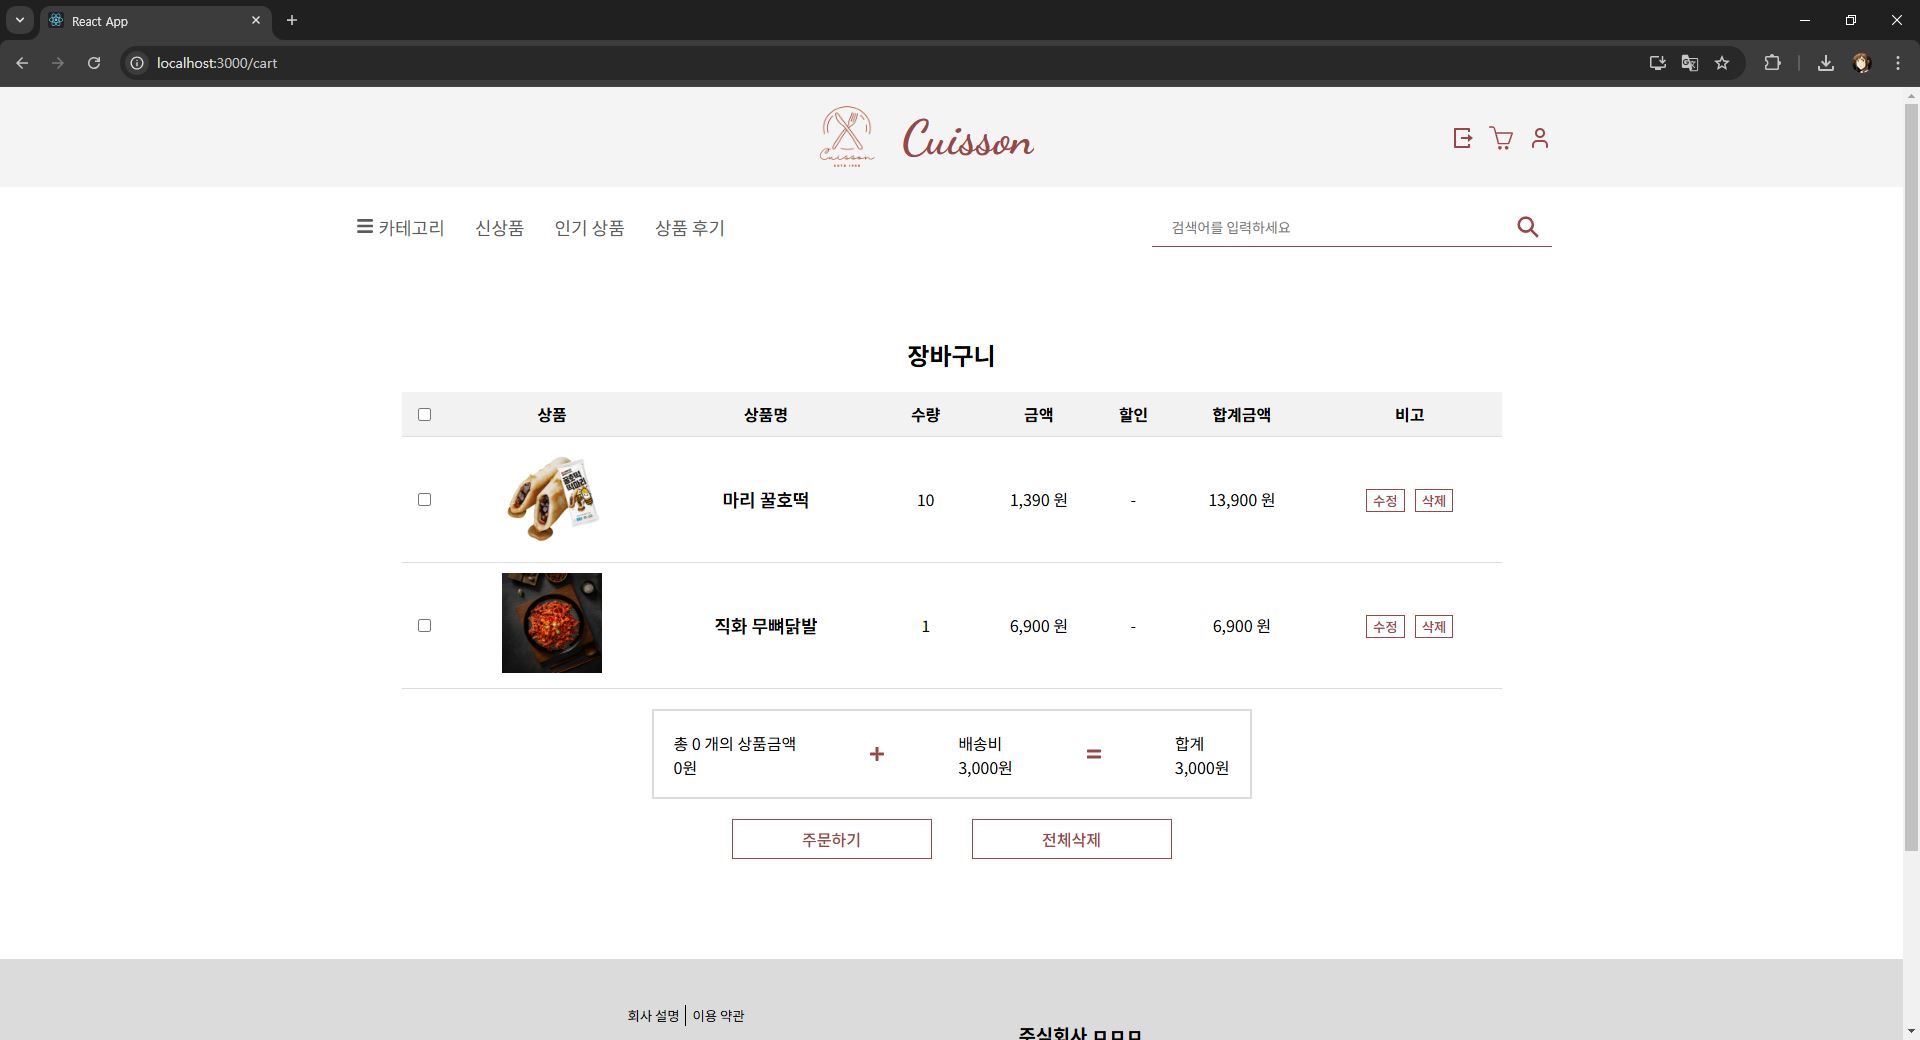 React App
localhost:3000/cart
Cuisson
Cuisson
카테고리 신상품 인기 상품 상품 후기
검색어를 입력하세요
장바구니
상품 상품명 수량 금액 할인 합계금액 비고
마리 꿀호떡 10 1,390 원 - 13,900 원 수정 삭제
직화 무뼈닭발 1 6,900 원 - 6,900 원 수정 삭제
총 0 개의 상품금액 + 배송비 = 합계
0원 3,000원 3,000원
주문하기 전체삭제
회사 설명 이용 약관
주식회사 ㅁㅁㅁ